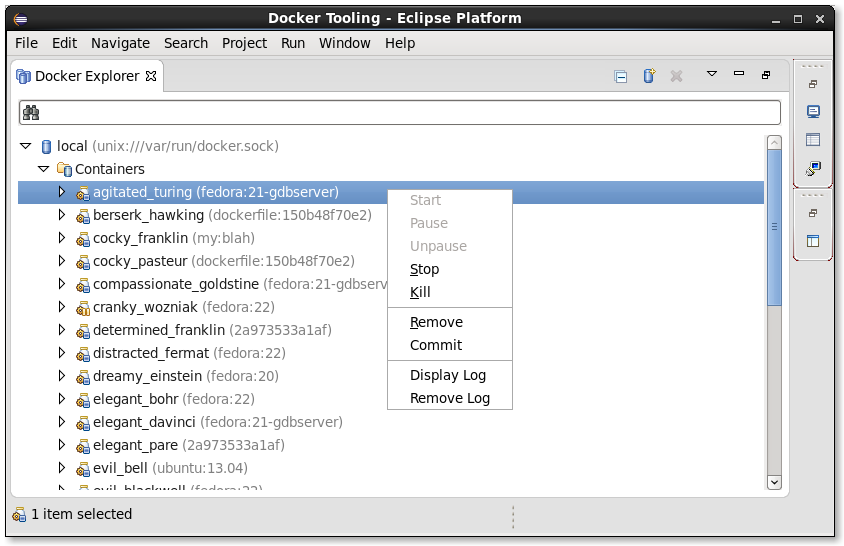 Docker Tooling - Eclipse Platform
File Edit Navigate Search Project Run Window Help
Docker Explorer
local (unix:///var/run/docker.sock)
Containers
agitated_turing (fedora:21-gdbserver)
berserk_hawking (dockerfile:150b48f70e2)
cocky_franklin (my:blah)
cocky_pasteur (dockerfile:150b48f70e2)
compassionate_goldstine (fedora:21-gdbserv
cranky_wozniak (fedora:22)
determined_franklin (2a973533a1af)
distracted_fermat (fedora:22)
dreamy_einstein (fedora:20)
elegant_bohr (fedora:22)
elegant_davinci (fedora:21-gdbserver)
elegant_pare (2a973533a1af)
evil_bell (ubuntu:13.04)
evil_blackwell (fedora:22)
Start
Pause
Unpause
Stop
Kill
Remove
Commit
Display Log
Remove Log
1 item selected